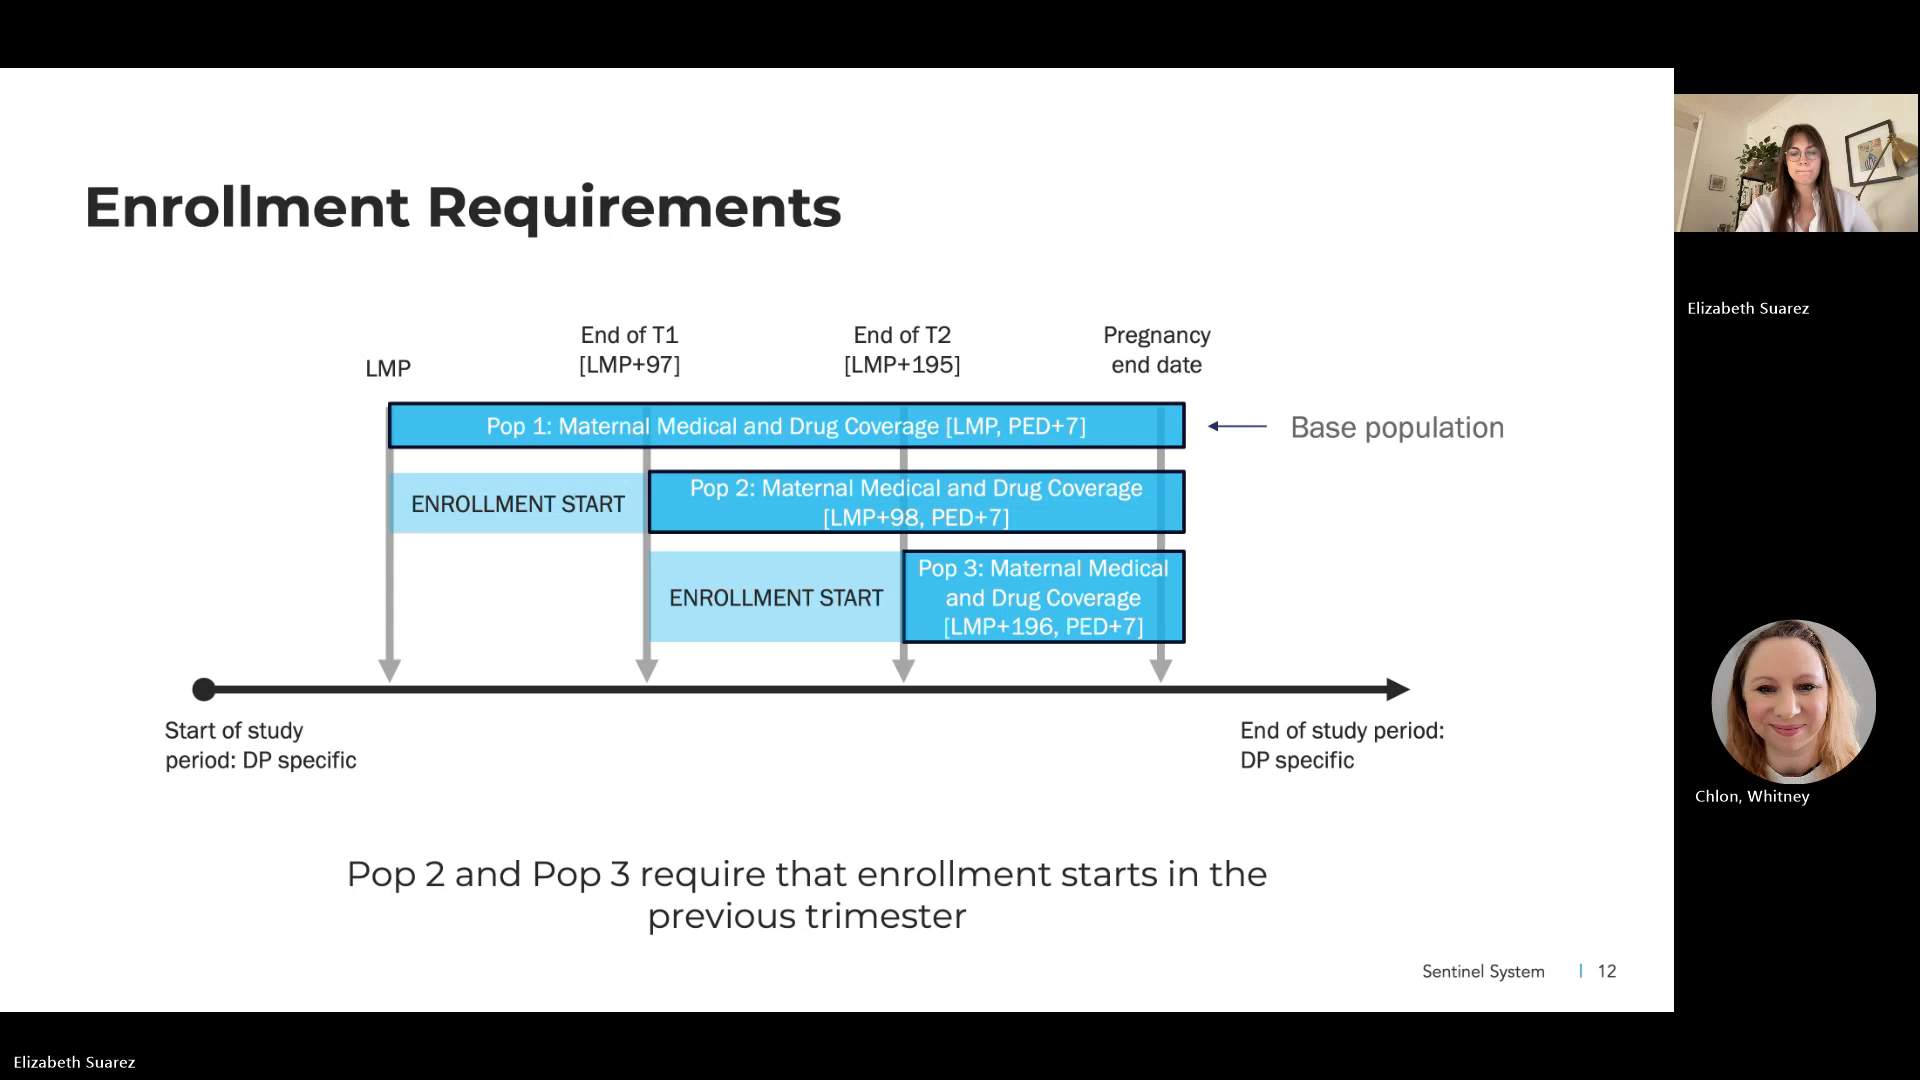 Enrollment Requirements
LMP
End of T1
[LMP+97]
End of T2
[LMP+195]
Pregnancy
end date
Pop 1: Maternal Medical and Drug Coverage [LMP, PED+7]
Base population
ENROLLMENT START
Pop 2: Maternal Medical and Drug Coverage
[LMP+98, PED+7]
ENROLLMENT START
Pop 3: Maternal Medical
and Drug Coverage
[LMP+196, PED+7]
Start of study
period: DP specific
End of study period:
DP specific
Pop 2 and Pop 3 require that enrollment starts in the
previous trimester
Sentinel System | 12
Elizabeth Suarez
Chlon, Whitney
Elizabeth Suarez